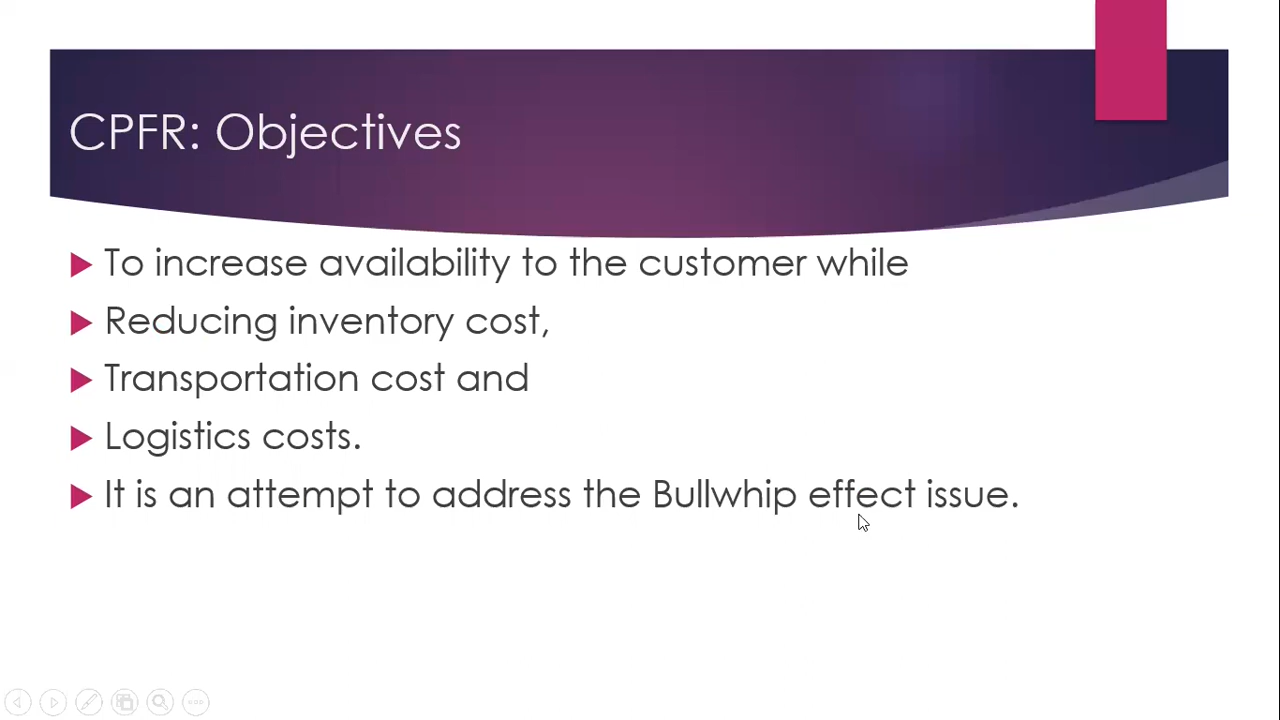 CPFR: Objectives
To increase availability to the customer while
Reducing inventory cost,
Transportation cost and
Logistics costs.
It is an attempt to address the Bullwhip effect issue.